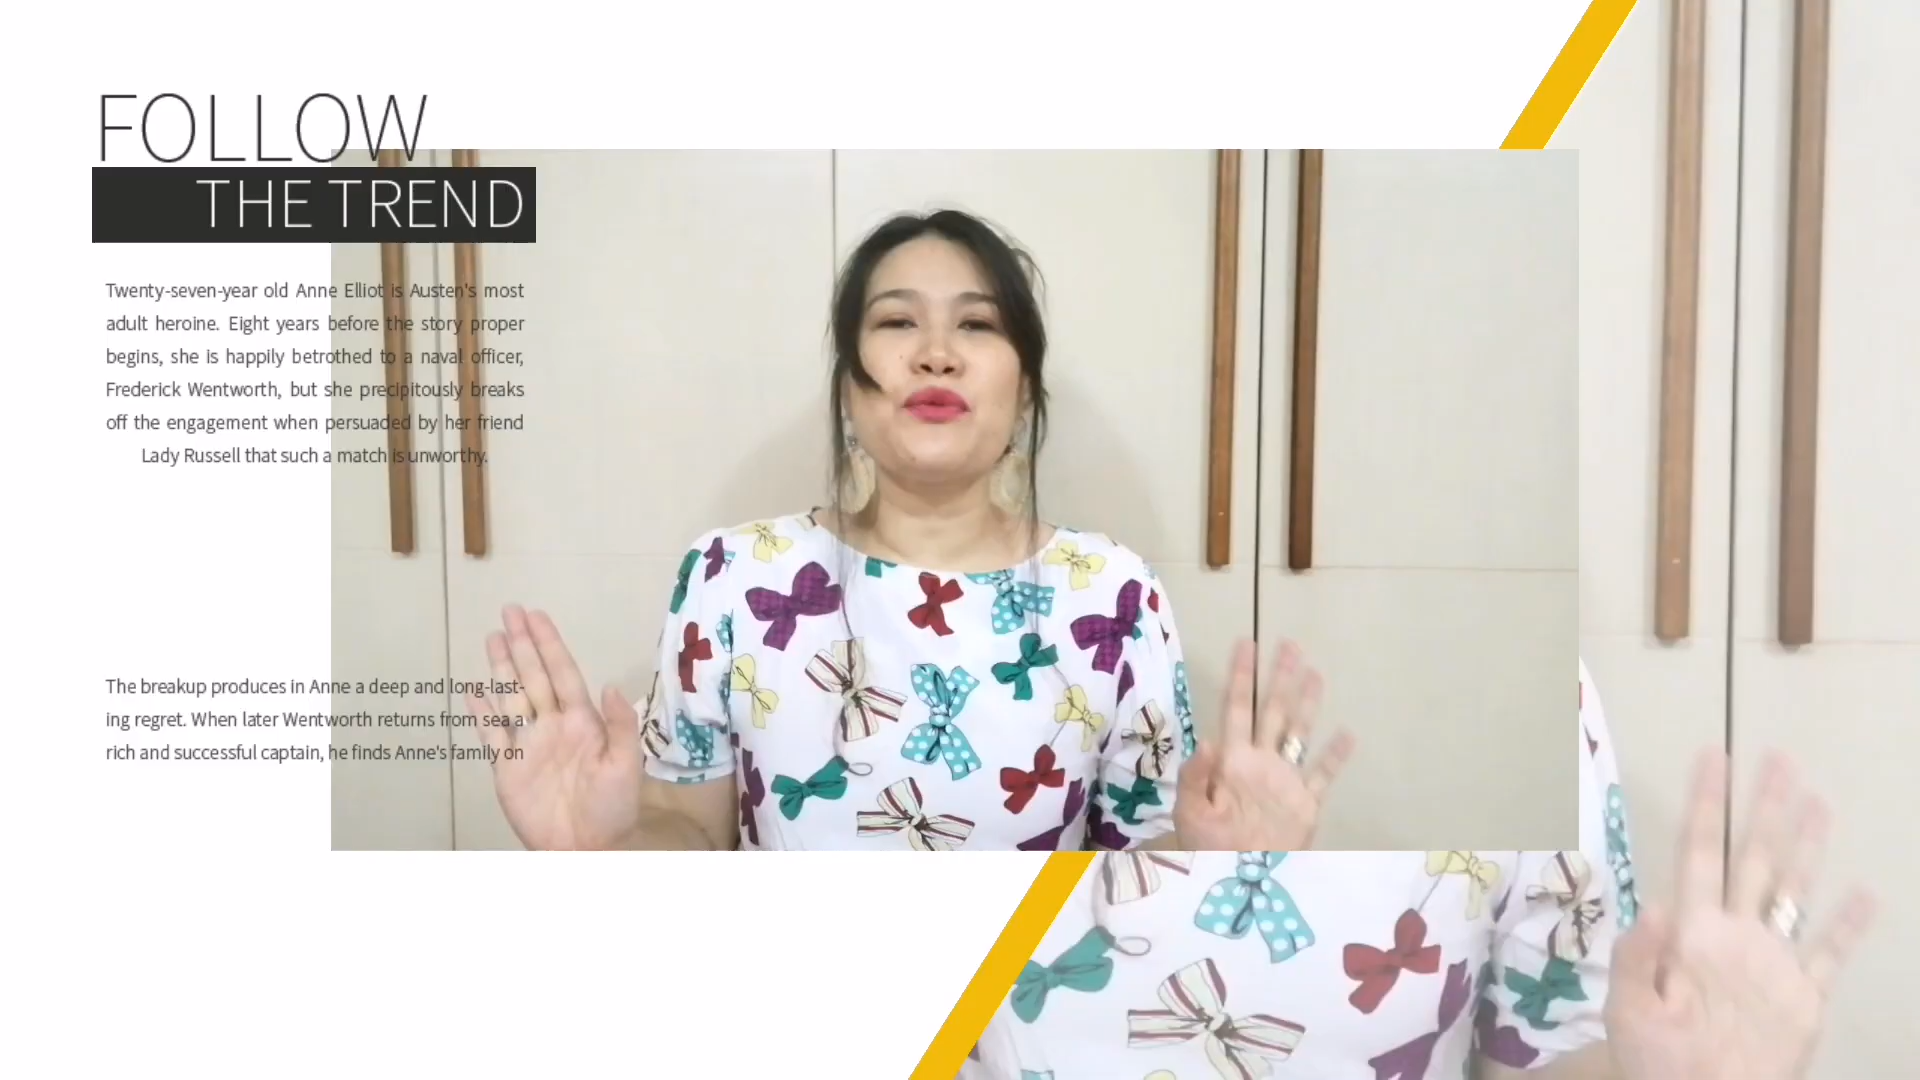 FOLLOW
THE TREND
Twenty-seven-year old Anne Elliot is Austen's most
adult heroine. Eight years before the story proper
begins, she is happily betrothed to a naval officer,
Frederick Wentworth, but she precipitously breaks
off the engagement when persuaded by her friend
Lady Russell that such a match is unworthy.
The breakup produces in Anne a deep and long-last-
ing regret. When later Wentworth returns from sea a
rich and successful captain, he finds Anne's family on